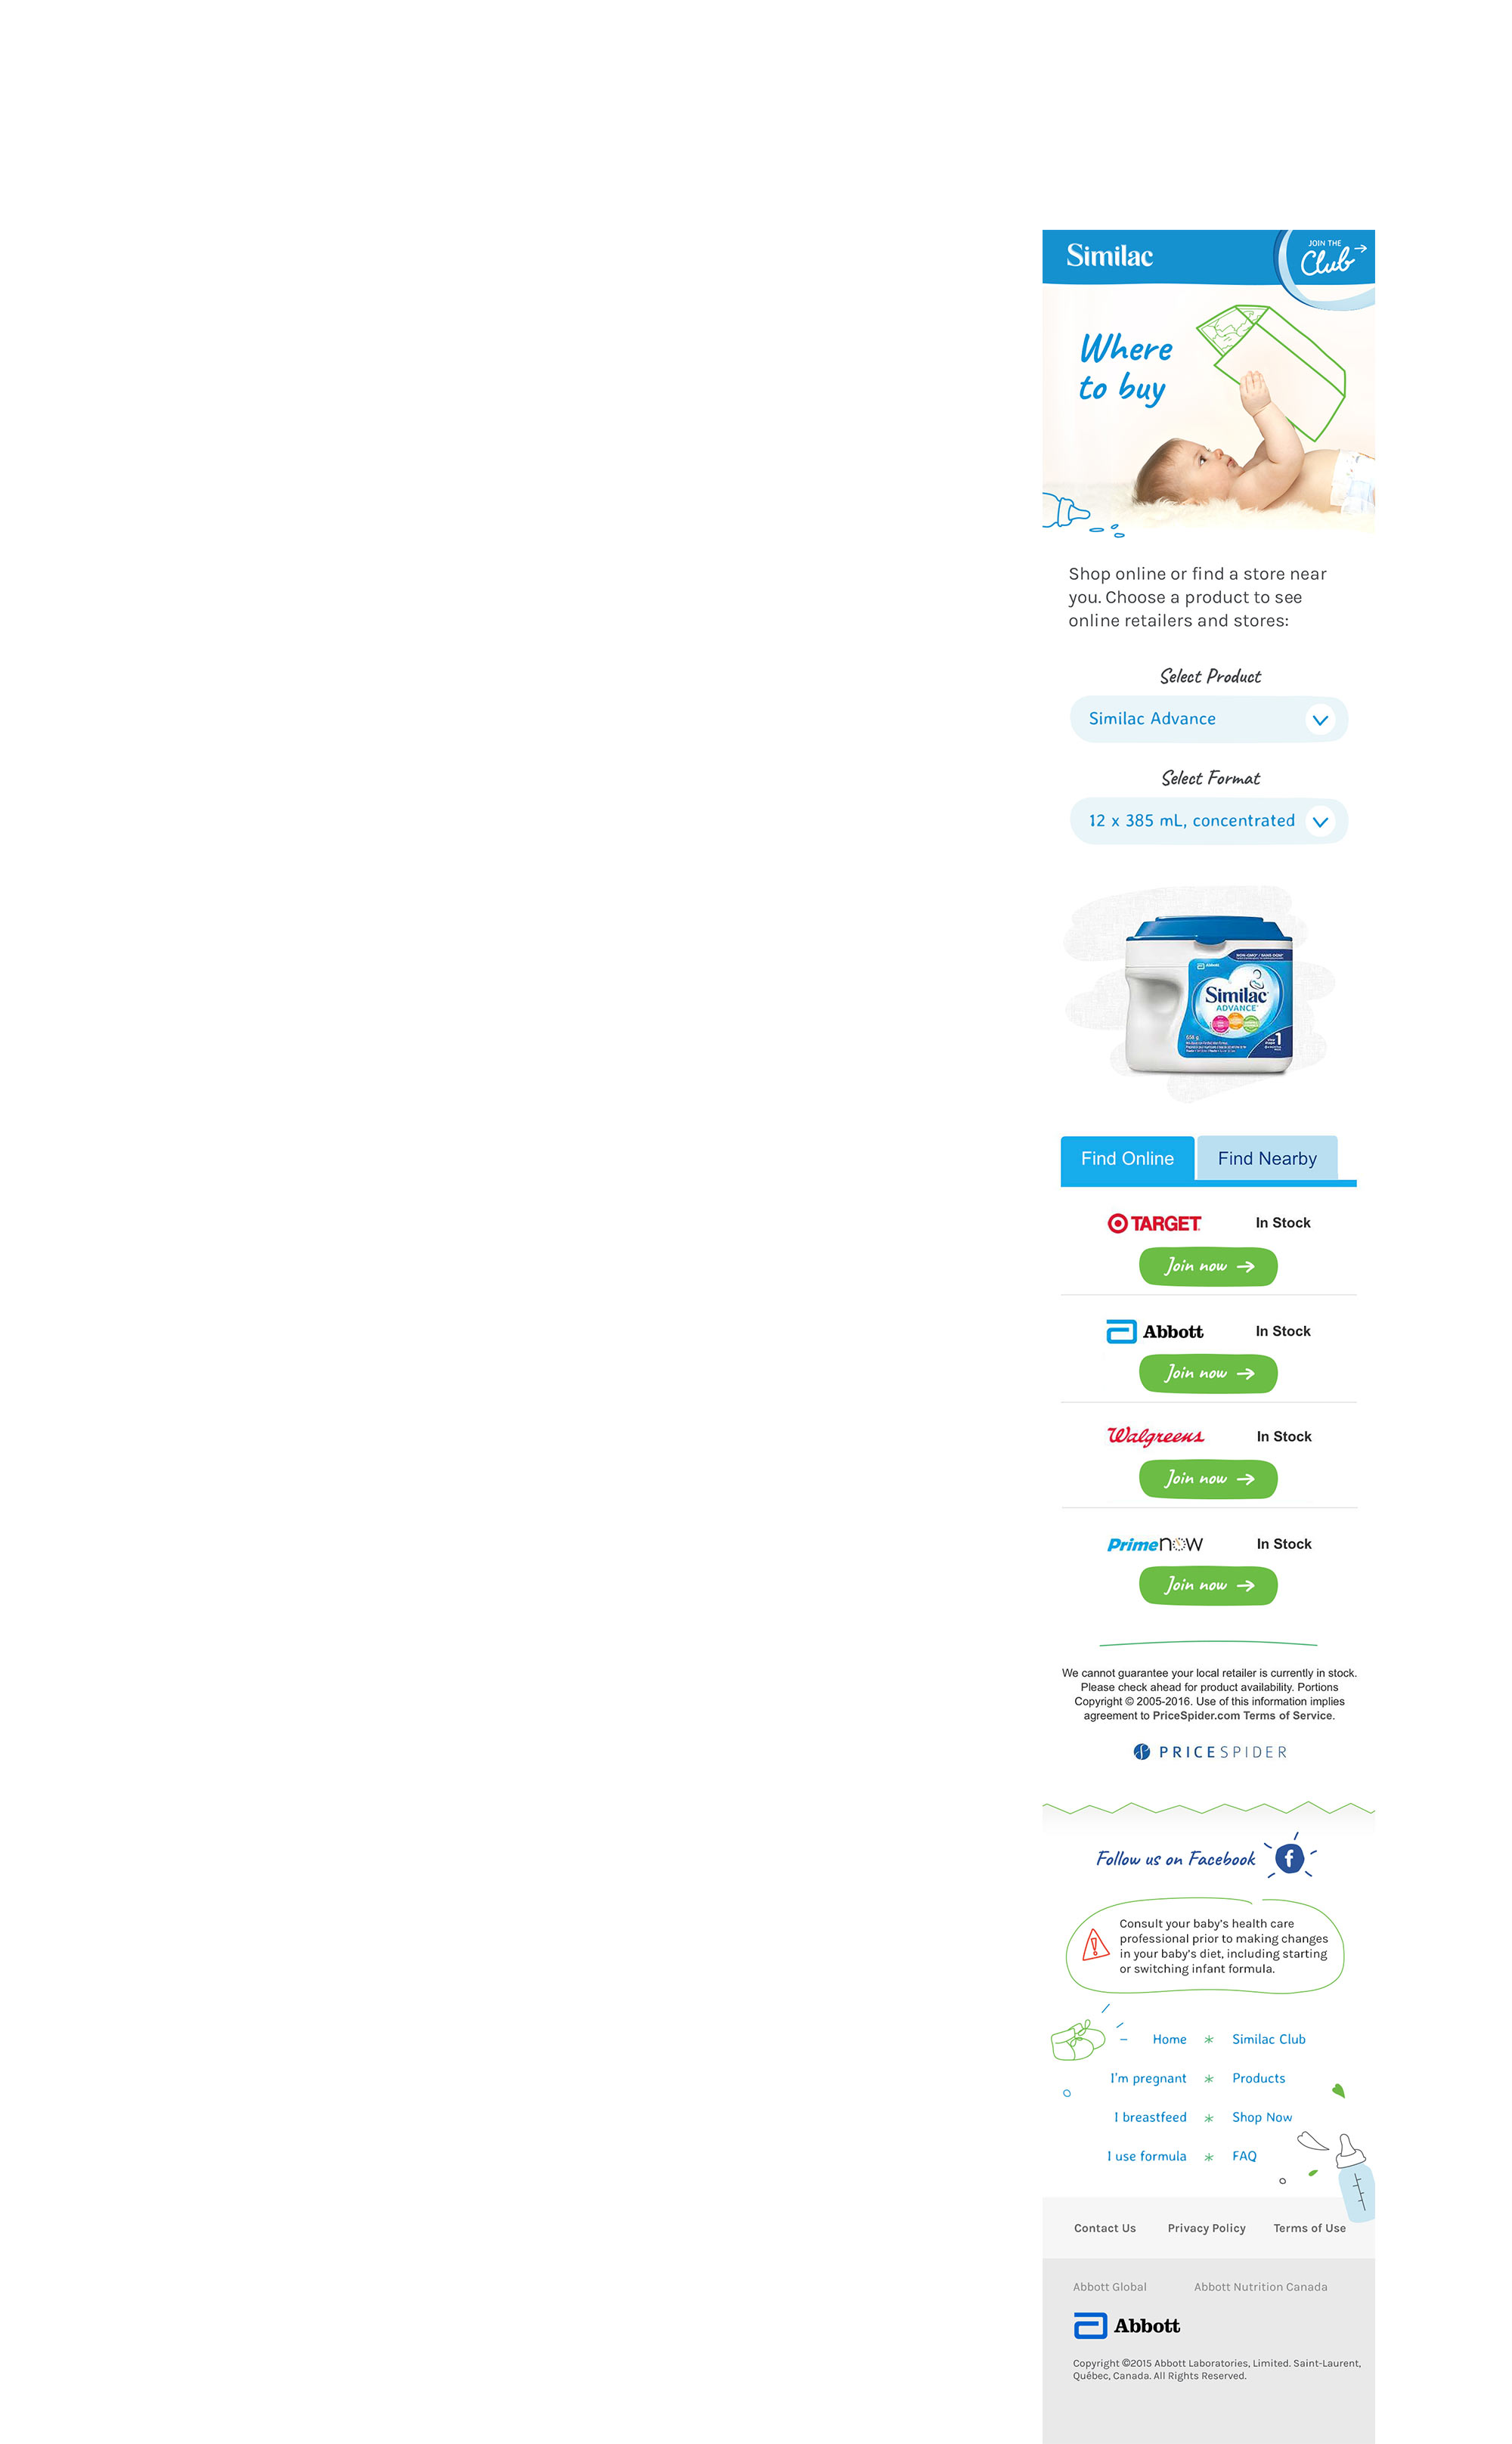 Similac
JOIN THE
Club
Where
to buy
Shop online or find a store near
you. Choose a product to see
online retailers and stores:
Select Product
Similac Advance
Select Format
12 x 385 mL, concentrated
Abbott
Similac
ADVANCE
658 g
1
Find Online Find Nearby
TARGET In Stock
Join now
Abbott In Stock
Join now
Walgreens In Stock
Join now
Prime now In Stock
Join now
We cannot guarantee your local retailer is currently in stock.
Please check ahead for product availability. Portions
Copyright © 2005-2016. Use of this information implies
agreement to PriceSpider.com Terms of Service.
PRICESPIDER
Follow us on Facebook
Consult your baby's health care
professional prior to making changes
in your baby's diet, including starting
or switching infant formula.
Home * Similac Club
I'm pregnant * Products
I breastfeed * Shop Now
I use formula * FAQ
Contact Us Privacy Policy Terms of Use
Abbott Global Abbott Nutrition Canada
Abbott
Copyright ©2015 Abbott Laboratories, Limited. Saint-Laurent,
Québec, Canada. All Rights Reserved.